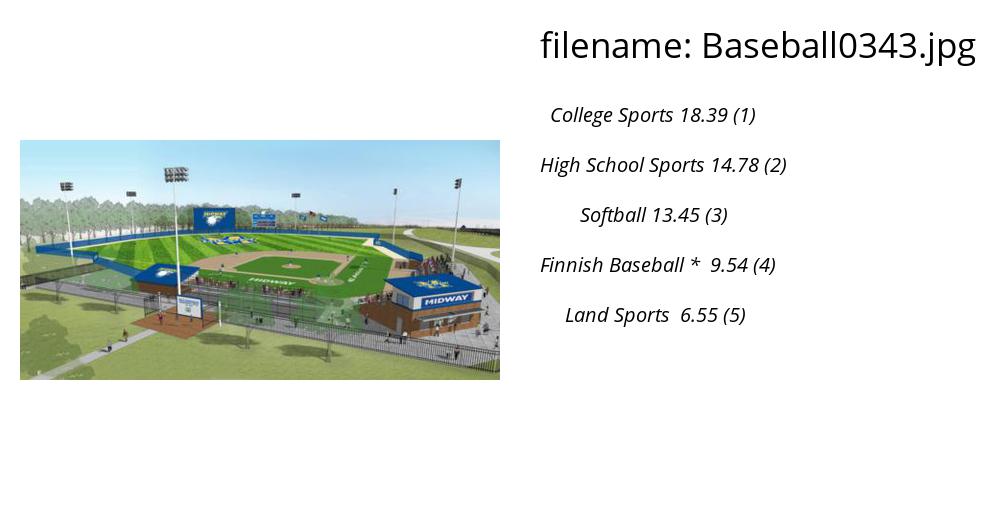 filename: Baseball0343.jpg
College Sports 18.39 (1)
High School Sports 14.78 (2)
Softball 13.45 (3)
Finnish Baseball * 9.54 (4)
Land Sports 6.55 (5)
MIDWAY
MIDWAY
MIDWAY